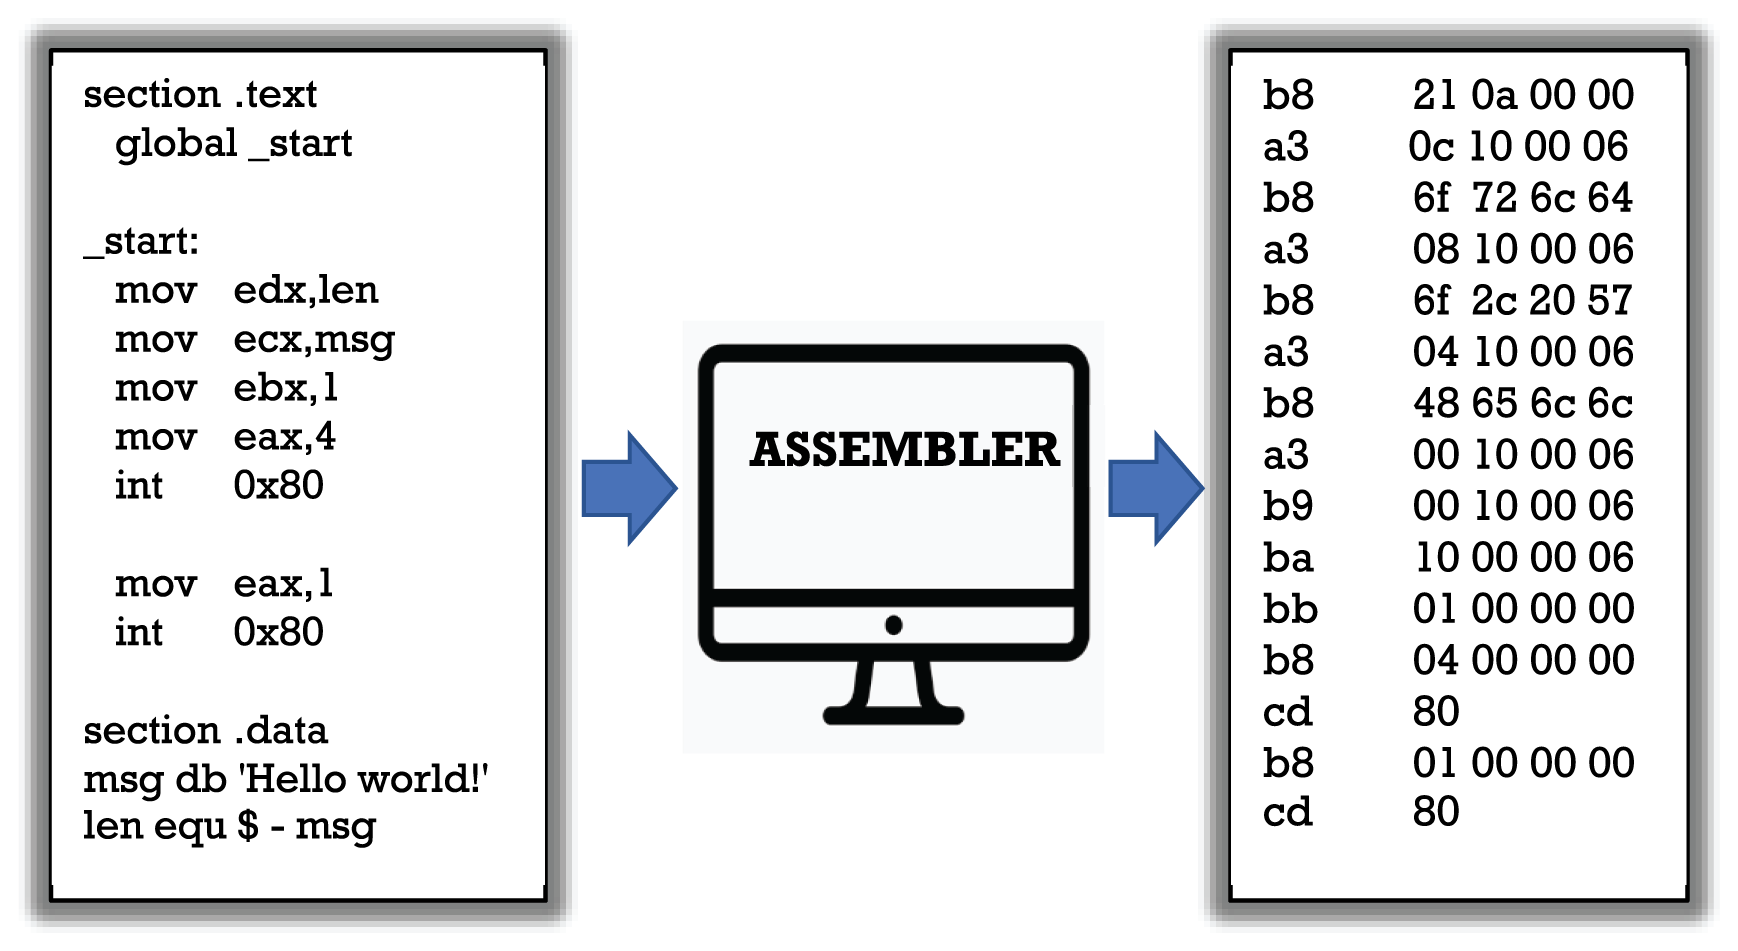 section .text
global _start
_start:
mov edx,len
mov ecx,msg
mov ebx,1
mov eax,4
int 0x80
mov eax,1
int 0x80
section .data
msg db 'Hello world!'
len equ $ - msg
ASSEMBLER
b8 21 0a 00 00
a3 0c 10 00 06
b8 6f 72 6c 64
a3 08 10 00 06
b8 6f 2c 20 57
a3 04 10 00 06
b8 48 65 6c 6c
a3 00 10 00 06
b9 00 10 00 06
ba 10 00 00 06
bb 01 00 00 00
b8 04 00 00 00
cd 80
b8 01 00 00 00
cd 80